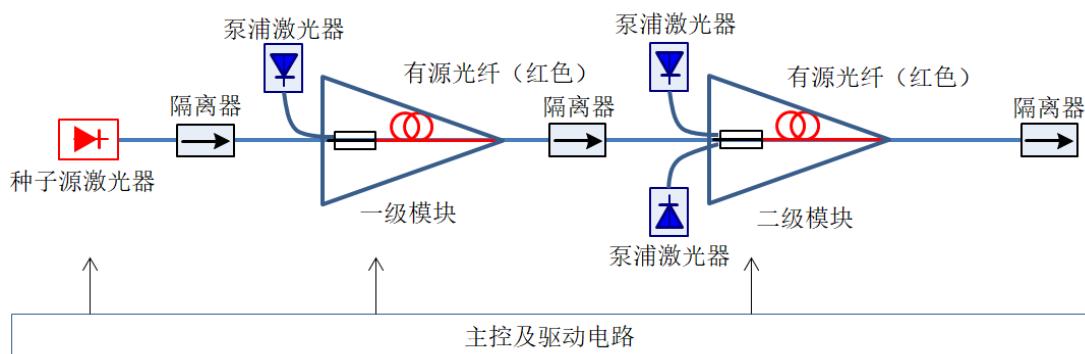 泵浦激光器
泵浦激光器
有源光纤（红色）
有源光纤（红色）
隔离器
隔离器
隔离器
种子源激光器
一级模块
二级模块
泵浦激光器
主控及驱动电路